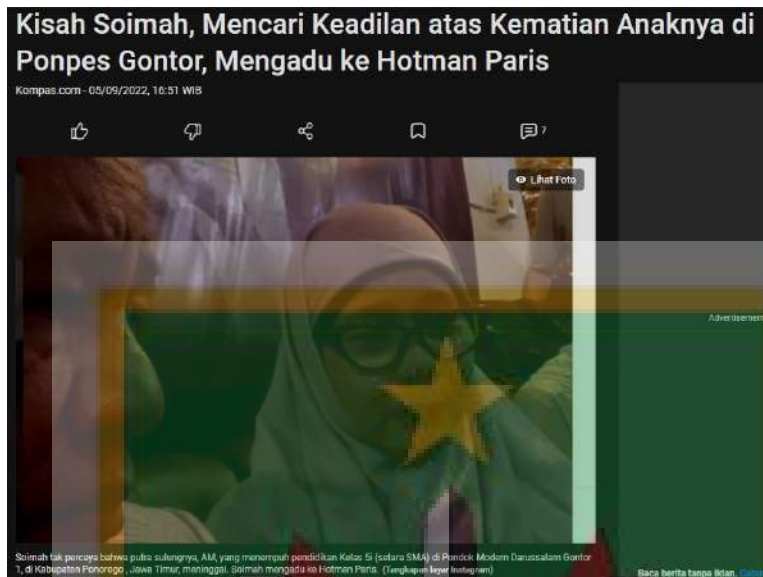 Kisah Soimah, Mencari Keadilan atas Kematian Anaknya di
Ponpes Gontor, Mengadu ke Hotman Paris
Kompas.com - 05/09/2022, 16:51 WIB
7
Lihat Foto
Advertisement
Soimah tak percaya bahwa putra sulungnya, AM, yang menempuh pendidikan Kelas 5i (setara SMA) di Pondok Modern Darussalam Gontor
1, di Kabupaten Ponorogo , Jawa Timur, meninggal. Soimah mengadu ke Hotman Paris. (Tangkapan layar Instagram)
Baca berita tanpa iklan.